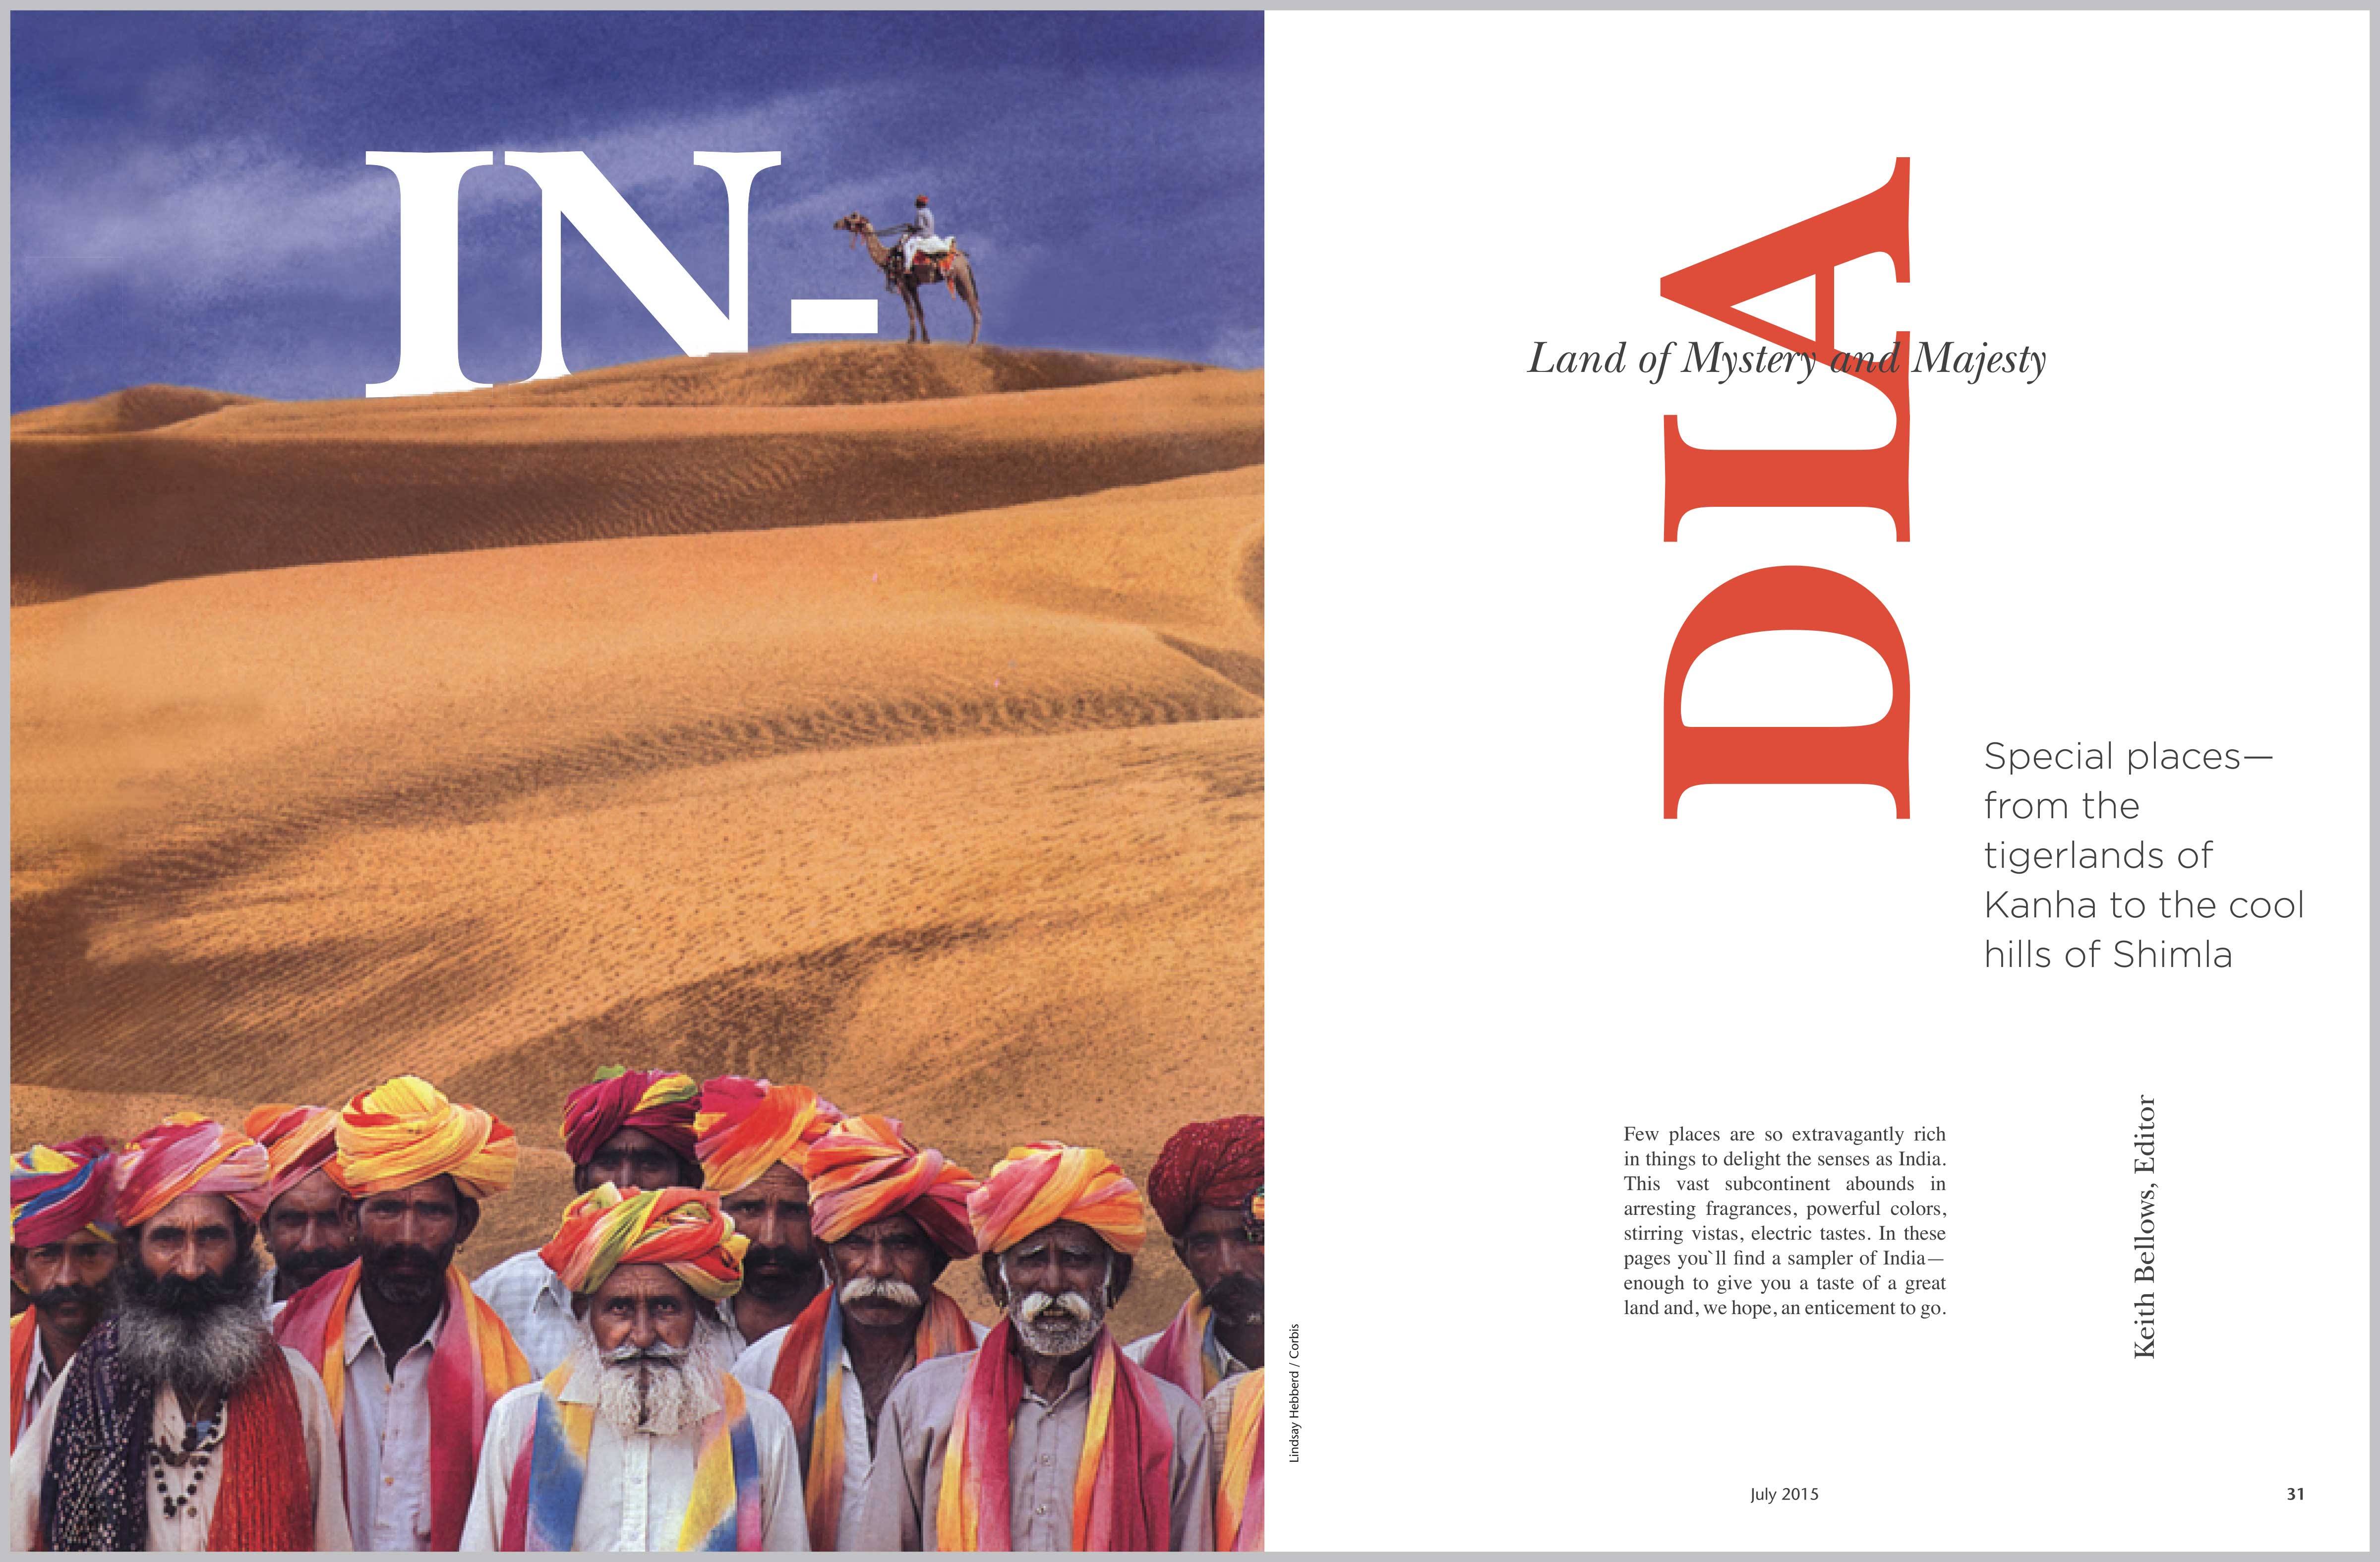 IN-
DIA
Land of Mystery and Majesty
Special places—
from the
tigerlands of
Kanha to the cool
hills of Shimla
Few places are so extravagantly rich
in things to delight the senses as India.
This vast subcontinent abounds in
arresting fragrances, powerful colors,
stirring vistas, electric tastes. In these
pages you`ll find a sampler of India—
enough to give you a taste of a great
land and, we hope, an enticement to go.
Keith Bellows, Editor
Lindsay Hebberd / Corbis
July 2015
31